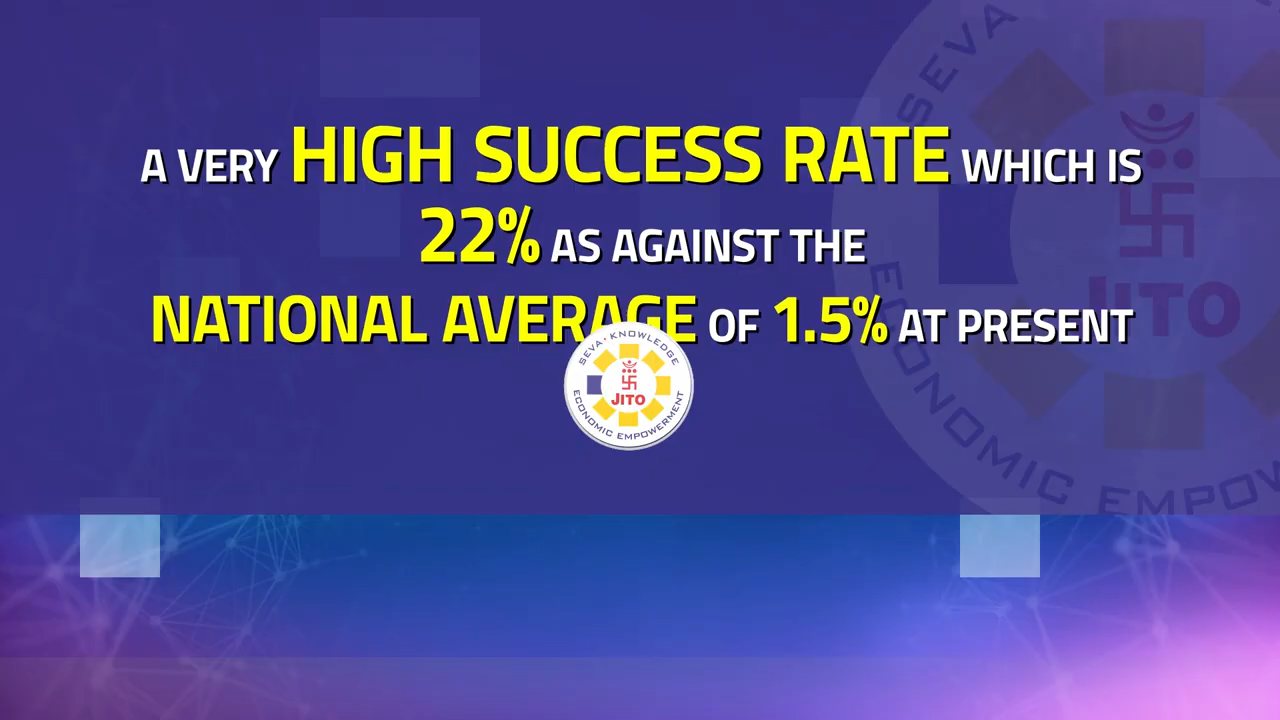 A VERY HIGH SUCCESS RATE WHICH IS
22% AS AGAINST THE
NATIONAL AVERAGE OF 1.5% AT PRESENT
SEVA • KNOWLEDGE
JITO
ECONOMIC EMPOWERMENT
SEVA
JITO
ECONOMIC EMPOW